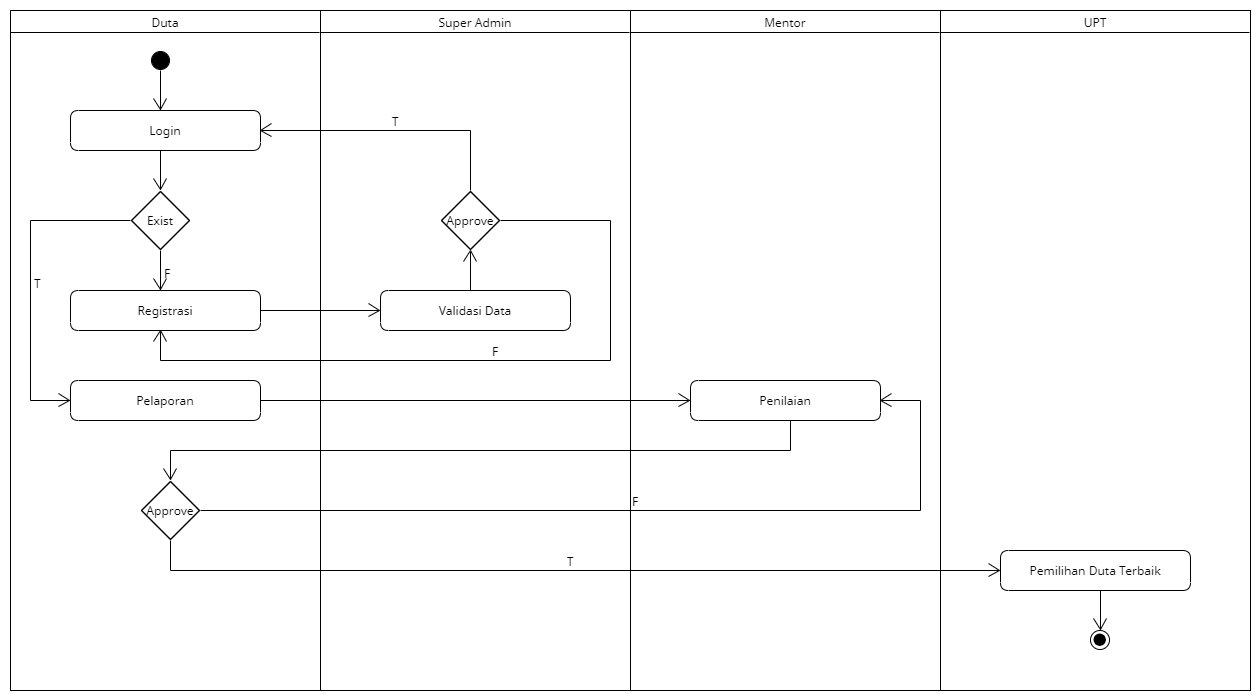 Duta
Super Admin
Mentor
UPT
Login
T
Exist
Approve
F
T
Registrasi
Validasi Data
F
Pelaporan
Penilaian
Approve
F
T
Pemilihan Duta Terbaik